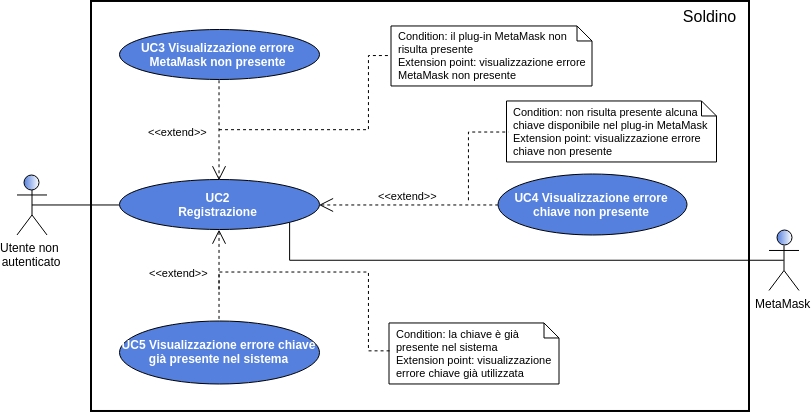 Soldino
UC3 Visualizzazione errore
MetaMask non presente
Condition: il plug-in MetaMask non
risulta presente
Extension point: visualizzazione errore
MetaMask non presente
<<extend>>
Condition: non risulta presente alcuna
chiave disponibile nel plug-in MetaMask
Extension point: visualizzazione errore
chiave non presente
UC2
Registrazione
<<extend>>
UC4 Visualizzazione errore
chiave non presente
Utente non
autenticato
<<extend>>
MetaMask
UC5 Visualizzazione errore chiave
già presente nel sistema
Condition: la chiave è già
presente nel sistema
Extension point: visualizzazione
errore chiave già utilizzata